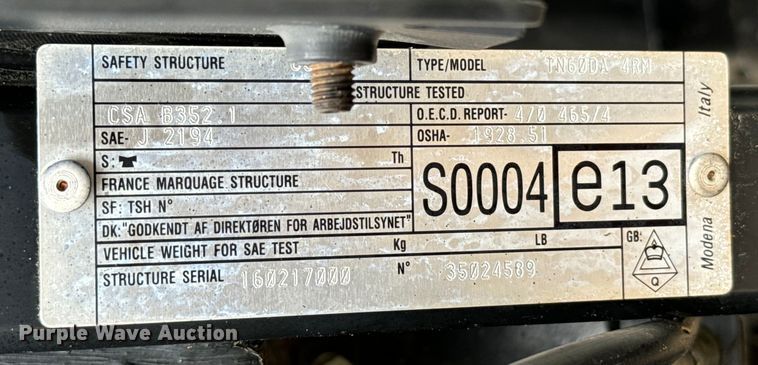 SAFETY STRUCTURE TYPE/MODEL TN60DA 4RM
STRUCTURE TESTED
CSA B352.1 O.E.C.D. REPORT- 4/0 465/4
SAE- J 2194 OSHA- 1928.51
S: Th
FRANCE MARQUAGE STRUCTURE S0004 e13
SF: TSH N°
DK: "GODKENDT AF DIREKTØREN FOR ARBEJDSTILSYNET"
VEHICLE WEIGHT FOR SAE TEST Kg LB GB:
STRUCTURE SERIAL 160217000 N° 35024589 Q
Modena Italy
Purple Wave Auction